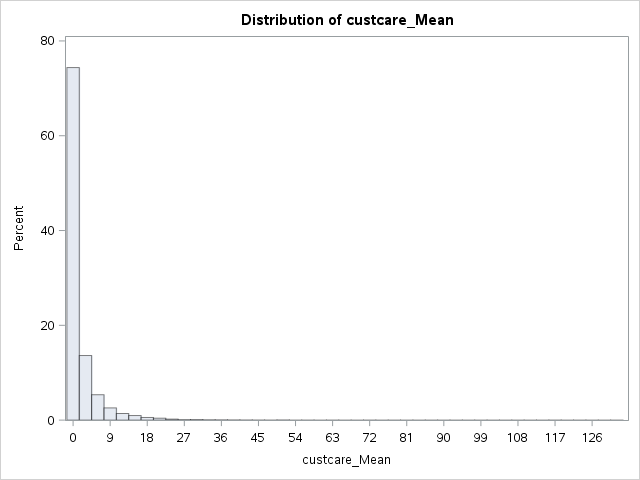 Distribution of custcare_Mean
80
60
40
20
0
Percent
0 9 18 27 36 45 54 63 72 81 90 99 108 117 126
custcare_Mean